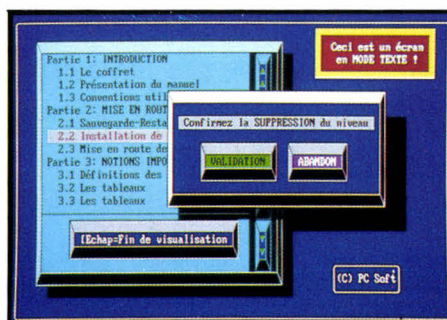 Ceci est un écran
en MODE TEXTE !
Partie 1: INTRODUCTION
1.1 Le coffret
1.2 Présentation du manuel
1.3 Conventions util
Partie 2: MISE EN ROUT
2.1 Sauvegarde-Resta
2.2 Installation de
2.3 Mise en route de
Partie 3: NOTIONS IMPO
3.1 Définitions des
3.2 Les tableaux
3.3 Les tableaux
Confirmez la SUPPRESSION du niveau
VALIDATION
ABANDON
[Echap=Fin de visualisation
(C) PC Soft